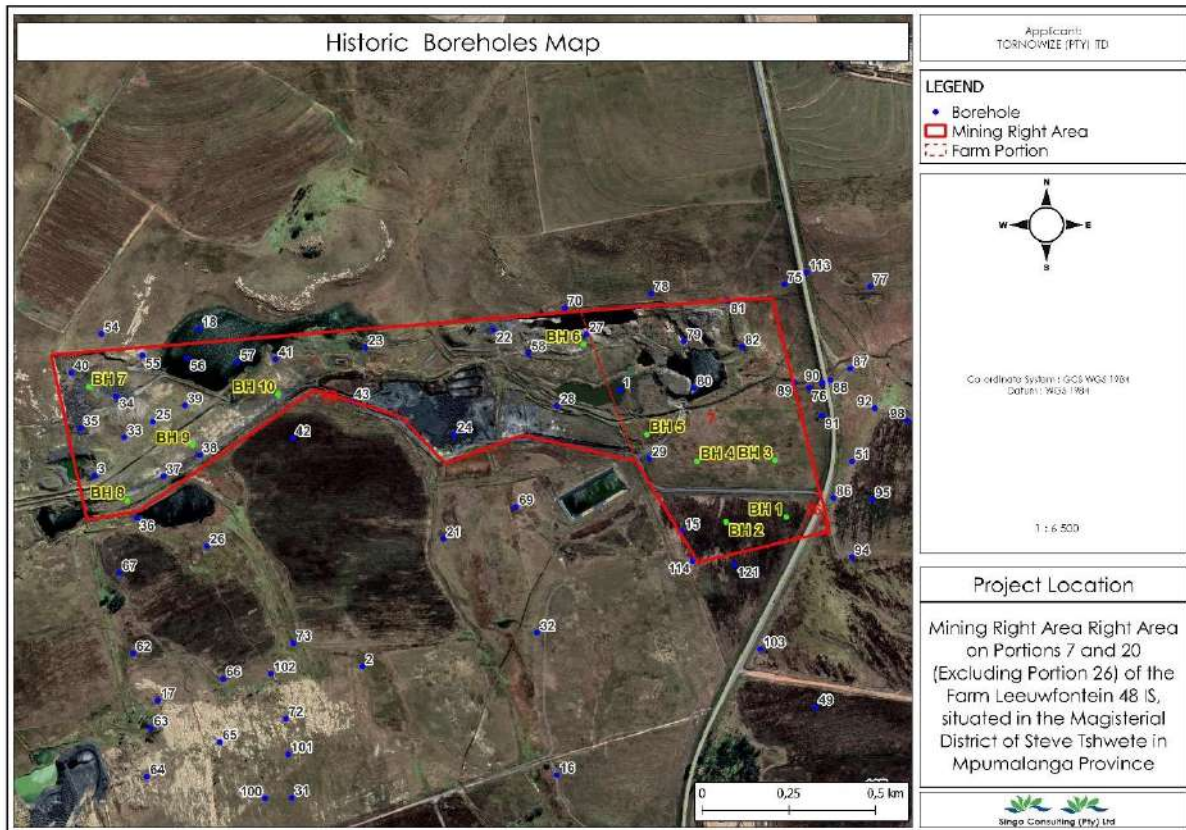 Historic Boreholes Map
Applicant:
TORNOWIZE (PTY) LTD
LEGEND
Borehole
Mining Right Area
Farm Portion
N
W E
S
Co-ordinate System : GCS WGS 1984
Datum : WGS 1984
1 : 6 500
Project Location
Mining Right Area Right Area
on Portions 7 and 20
(Excluding Portion 26) of the
Farm Leeuwfontein 48 IS,
situated in the Magisterial
District of Steve Tshwete in
Mpumalanga Province
Singo Consulting (Pty) Ltd
113
75
77
78
70
81
54
18
22
27
79
82
BH 6
58
23
55
56
57
41
40
87
BH 7
BH 10
34
39
43
1
80
89
90
88
76
7
28
92
98
91
35
25
33
24
BH 5
42
BH 9
38
29
BH 4
BH 3
51
3
37
BH 8
86
95
69
36
15
BH 1
BH 2
21
26
114
121
94
67
32
73
103
62
2
66
102
17
49
72
63
65
101
64
16
100
31
0
0,25
0,5 km